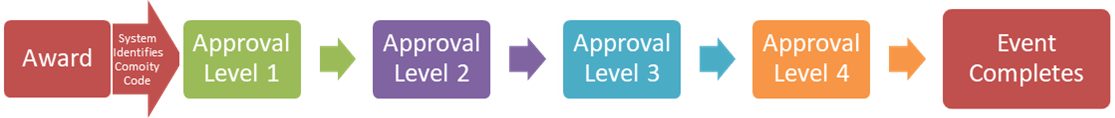 Award
System
Identifies
Comoity
Code
Approval
Level 1
Approval
Level 2
Approval
Level 3
Approval
Level 4
Event
Completes